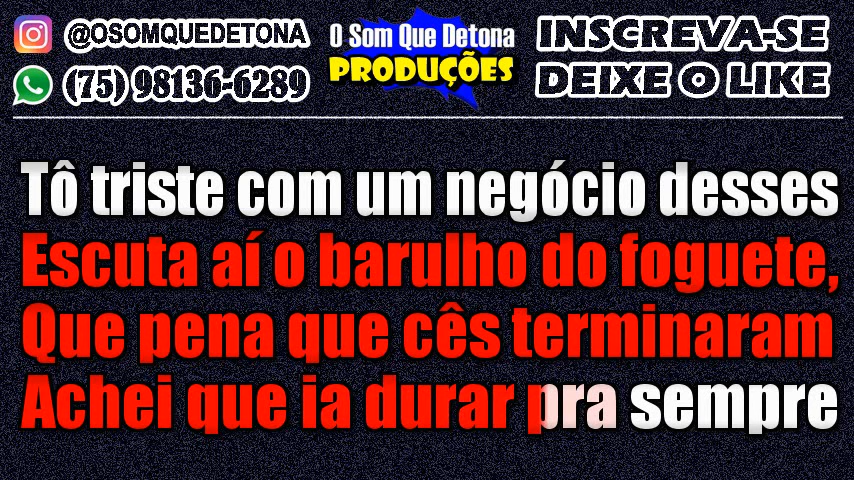 @OSOMQUEDETONA
(75) 98136-6289
O Som Que Detona
PRODUÇÕES
INSCREVA-SE
DEIXE O LIKE
Tô triste com um negócio desses
Escuta aí o barulho do foguete,
Que pena que cês terminaram
Achei que ia durar pra sempre